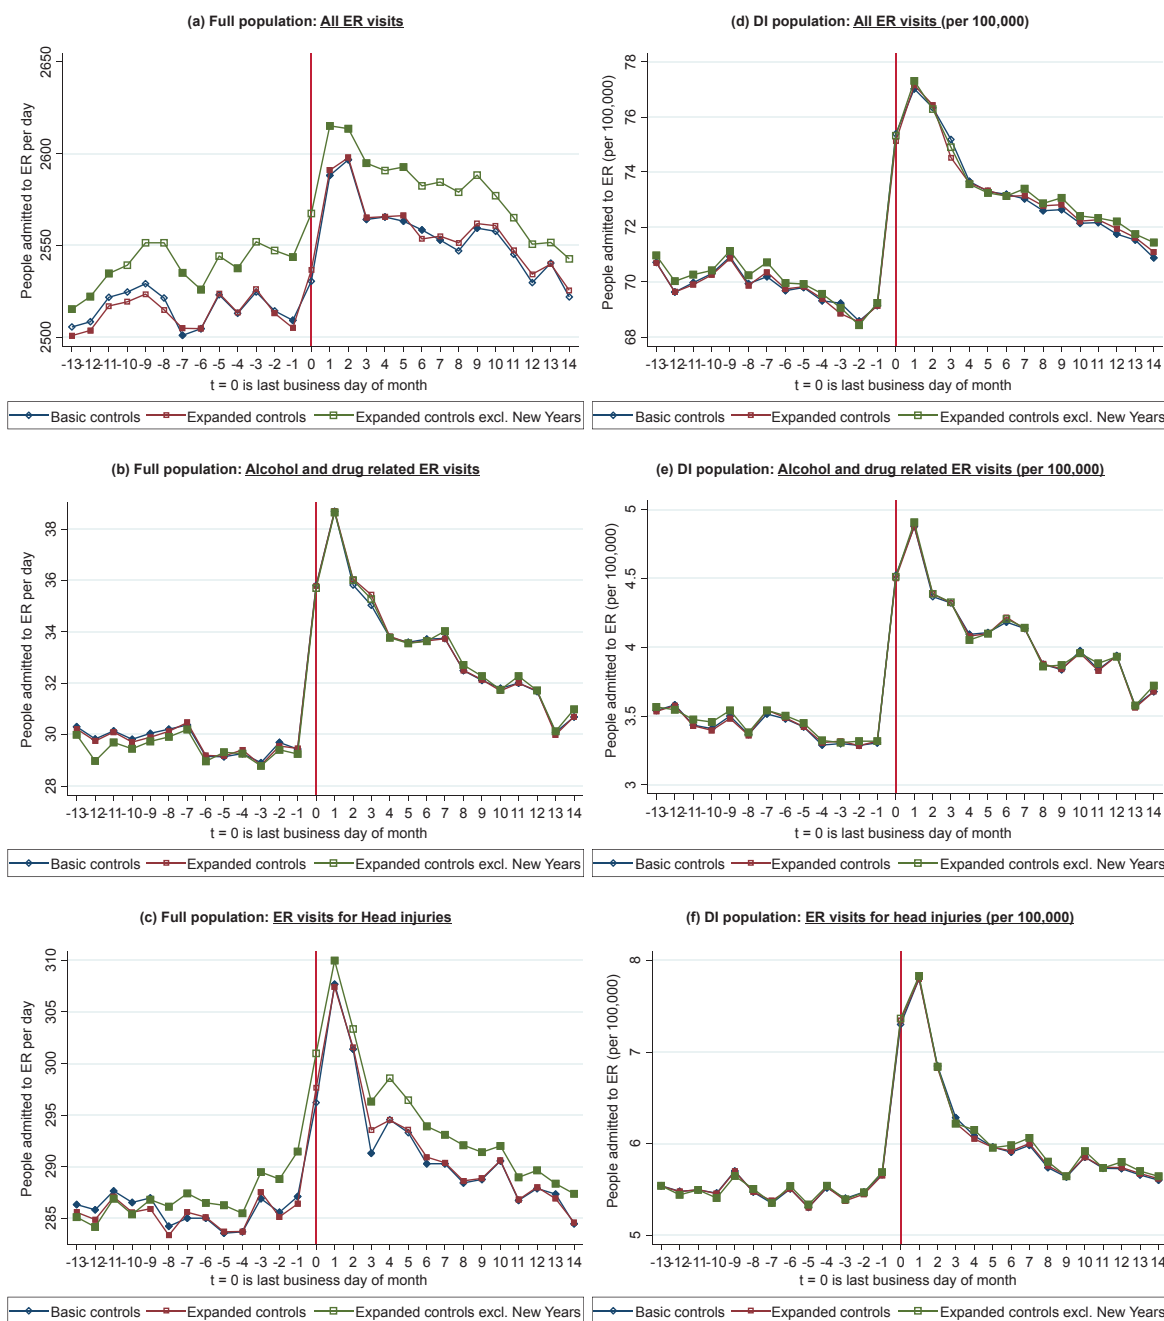 (a) Full population: All ER visits
People admitted to ER per day
2650
2600
2550
2500
-13 -12 -11 -10 -9 -8 -7 -6 -5 -4 -3 -2 -1 0 1 2 3 4 5 6 7 8 9 10 11 12 13 14
t = 0 is last business day of month
Basic controls Expanded controls Expanded controls excl. New Years
(d) DI population: All ER visits (per 100,000)
People admitted to ER (per 100,000)
78
76
74
72
70
68
-13 -12 -11 -10 -9 -8 -7 -6 -5 -4 -3 -2 -1 0 1 2 3 4 5 6 7 8 9 10 11 12 13 14
t = 0 is last business day of month
Basic controls Expanded controls Expanded controls excl. New Years
(b) Full population: Alcohol and drug related ER visits
People admitted to ER per day
38
36
34
32
30
28
-13 -12 -11 -10 -9 -8 -7 -6 -5 -4 -3 -2 -1 0 1 2 3 4 5 6 7 8 9 10 11 12 13 14
t = 0 is last business day of month
Basic controls Expanded controls Expanded controls excl. New Years
(e) DI population: Alcohol and drug related ER visits (per 100,000)
People admitted to ER (per 100,000)
5
4.5
4
3.5
3
-13 -12 -11 -10 -9 -8 -7 -6 -5 -4 -3 -2 -1 0 1 2 3 4 5 6 7 8 9 10 11 12 13 14
t = 0 is last business day of month
Basic controls Expanded controls Expanded controls excl. New Years
(c) Full population: ER visits for Head injuries
People admitted to ER per day
310
305
300
295
290
285
-13 -12 -11 -10 -9 -8 -7 -6 -5 -4 -3 -2 -1 0 1 2 3 4 5 6 7 8 9 10 11 12 13 14
t = 0 is last business day of month
Basic controls Expanded controls Expanded controls excl. New Years
(f) DI population: ER visits for head injuries (per 100,000)
People admitted to ER (per 100,000)
8
7
6
5
-13 -12 -11 -10 -9 -8 -7 -6 -5 -4 -3 -2 -1 0 1 2 3 4 5 6 7 8 9 10 11 12 13 14
t = 0 is last business day of month
Basic controls Expanded controls Expanded controls excl. New Years